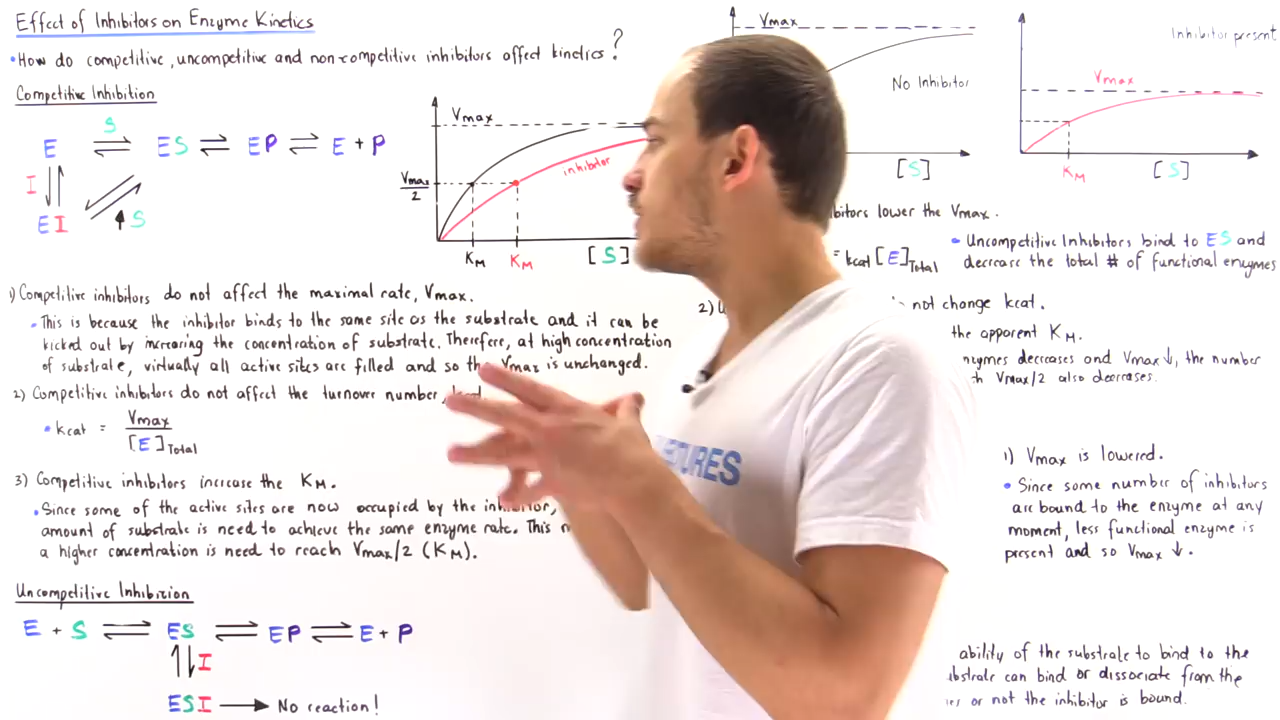 Effect of Inhibitors on Enzyme Kinetics
• How do competitive, uncompetitive and non-competitive inhibitors affect kinetics?
Competitive Inhibition
E S ES EP E + P
I
EI S
Vmax
Vmax/2
inhibitor
KM KM [S]
1) Competitive inhibitors do not affect the maximal rate, Vmax.
• This is because the inhibitor binds to the same site as the substrate and it can be
kicked out by increasing the concentration of substrate. Therefore, at high concentration
of substrate, virtually all active sites are filled and so the Vmax is unchanged.
2) Competitive inhibitors do not affect the turnover number,
• kcat = Vmax
[E]Total
3) Competitive inhibitors increase the KM.
• Since some of the active sites are now occupied by the
amount of substrate is need to achieve the same enzyme rate. This
a higher concentration is need to reach Vmax/2 (KM).
Uncompetitive Inhibition
E + S ES EP E + P
I
ESI → No reaction!
Vmax
No Inhibitor
[S]
Inhibitor present
Vmax
KM [S]
lower the Vmax.
= kcat [E]Total
• Uncompetitive Inhibitors bind to ES and
decrease the total # of functional enzymes
2)
not change kcat.
the apparent KM.
decreases and Vmax↓, the number
Vmax/2 also decreases.
1) Vmax is lowered.
• Since some number of inhibitors
are bound to the enzyme at any
moment, less functional enzyme is
present and so Vmax ↓.
ability of the substrate to bind to the
can bind or dissociate from the
or not the inhibitor is bound.
LECTURES